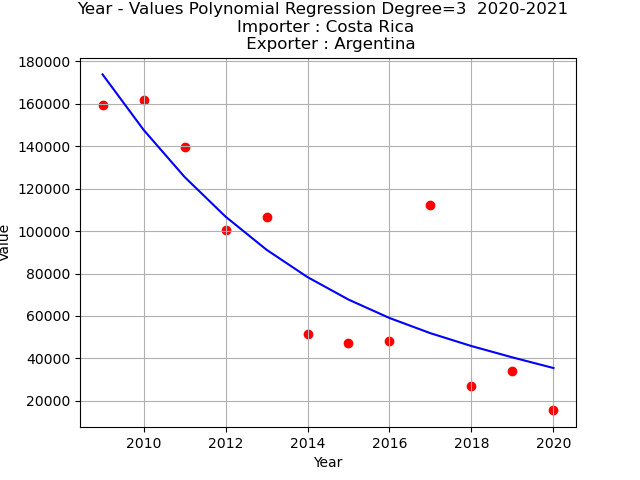 Year - Values Polynomial Regression Degree=3  2020-2021
Importer : Costa Rica
Exporter : Argentina
180000
160000
140000
120000
100000
80000
60000
40000
20000
Value
2010 2012 2014 2016 2018 2020
Year